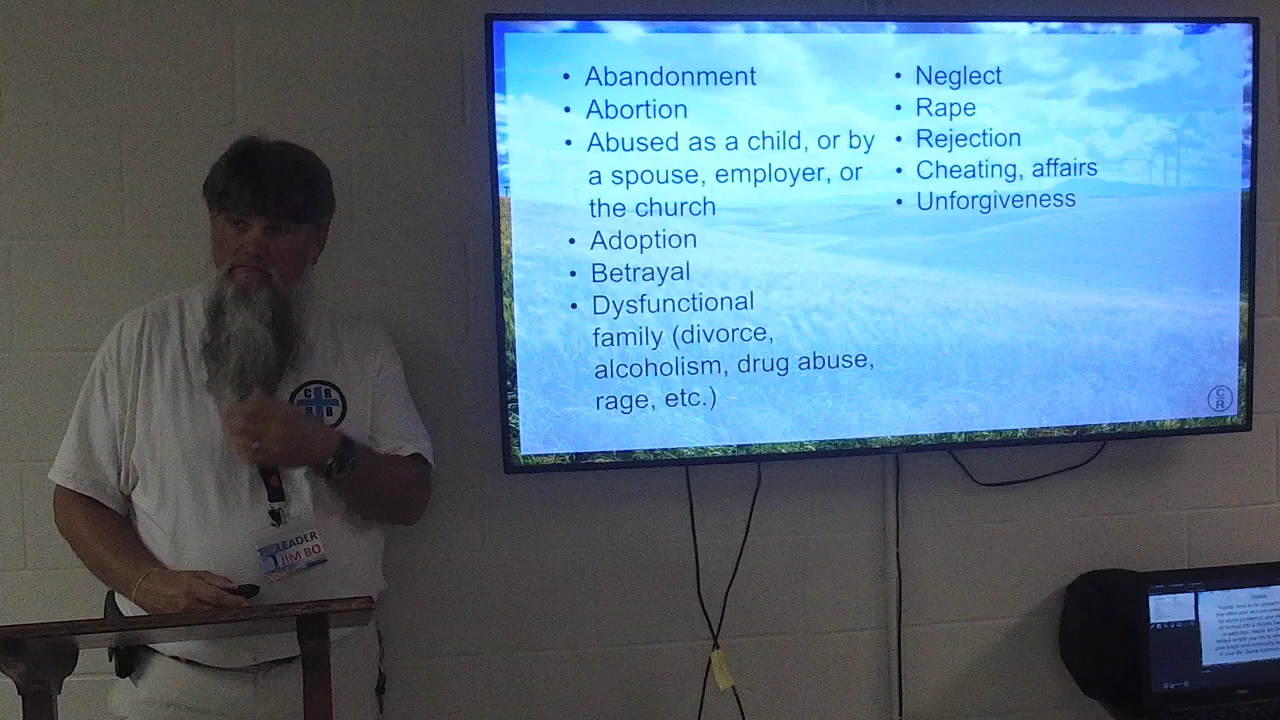 • Abandonment
• Abortion
• Abused as a child, or by
a spouse, employer, or
the church
• Adoption
• Betrayal
• Dysfunctional
family (divorce,
alcoholism, drug abuse,
rage, etc.)
• Neglect
• Rape
• Rejection
• Cheating, affairs
• Unforgiveness
C
R
C R
LEADER
JIM BO